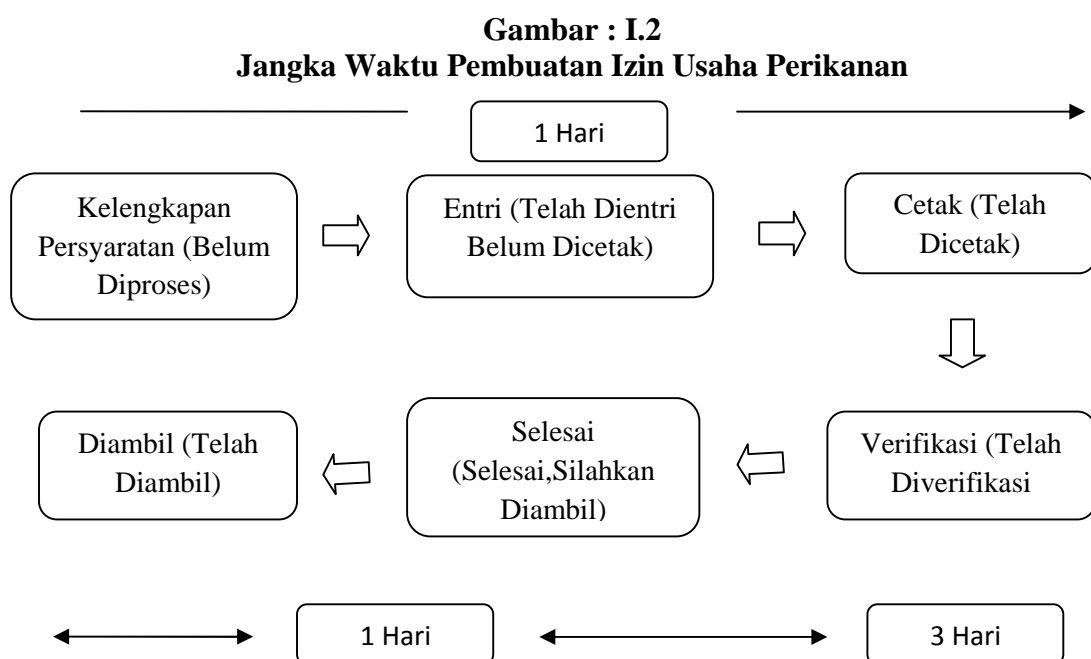 Gambar : I.2
Jangka Waktu Pembuatan Izin Usaha Perikanan
1 Hari
Kelengkapan
Persyaratan (Belum
Diproses)
Entri (Telah Dientri
Belum Dicetak)
Cetak (Telah
Dicetak)
Diambil (Telah
Diambil)
Selesai
(Selesai,Silahkan
Diambil)
Verifikasi (Telah
Diverifikasi
1 Hari
3 Hari